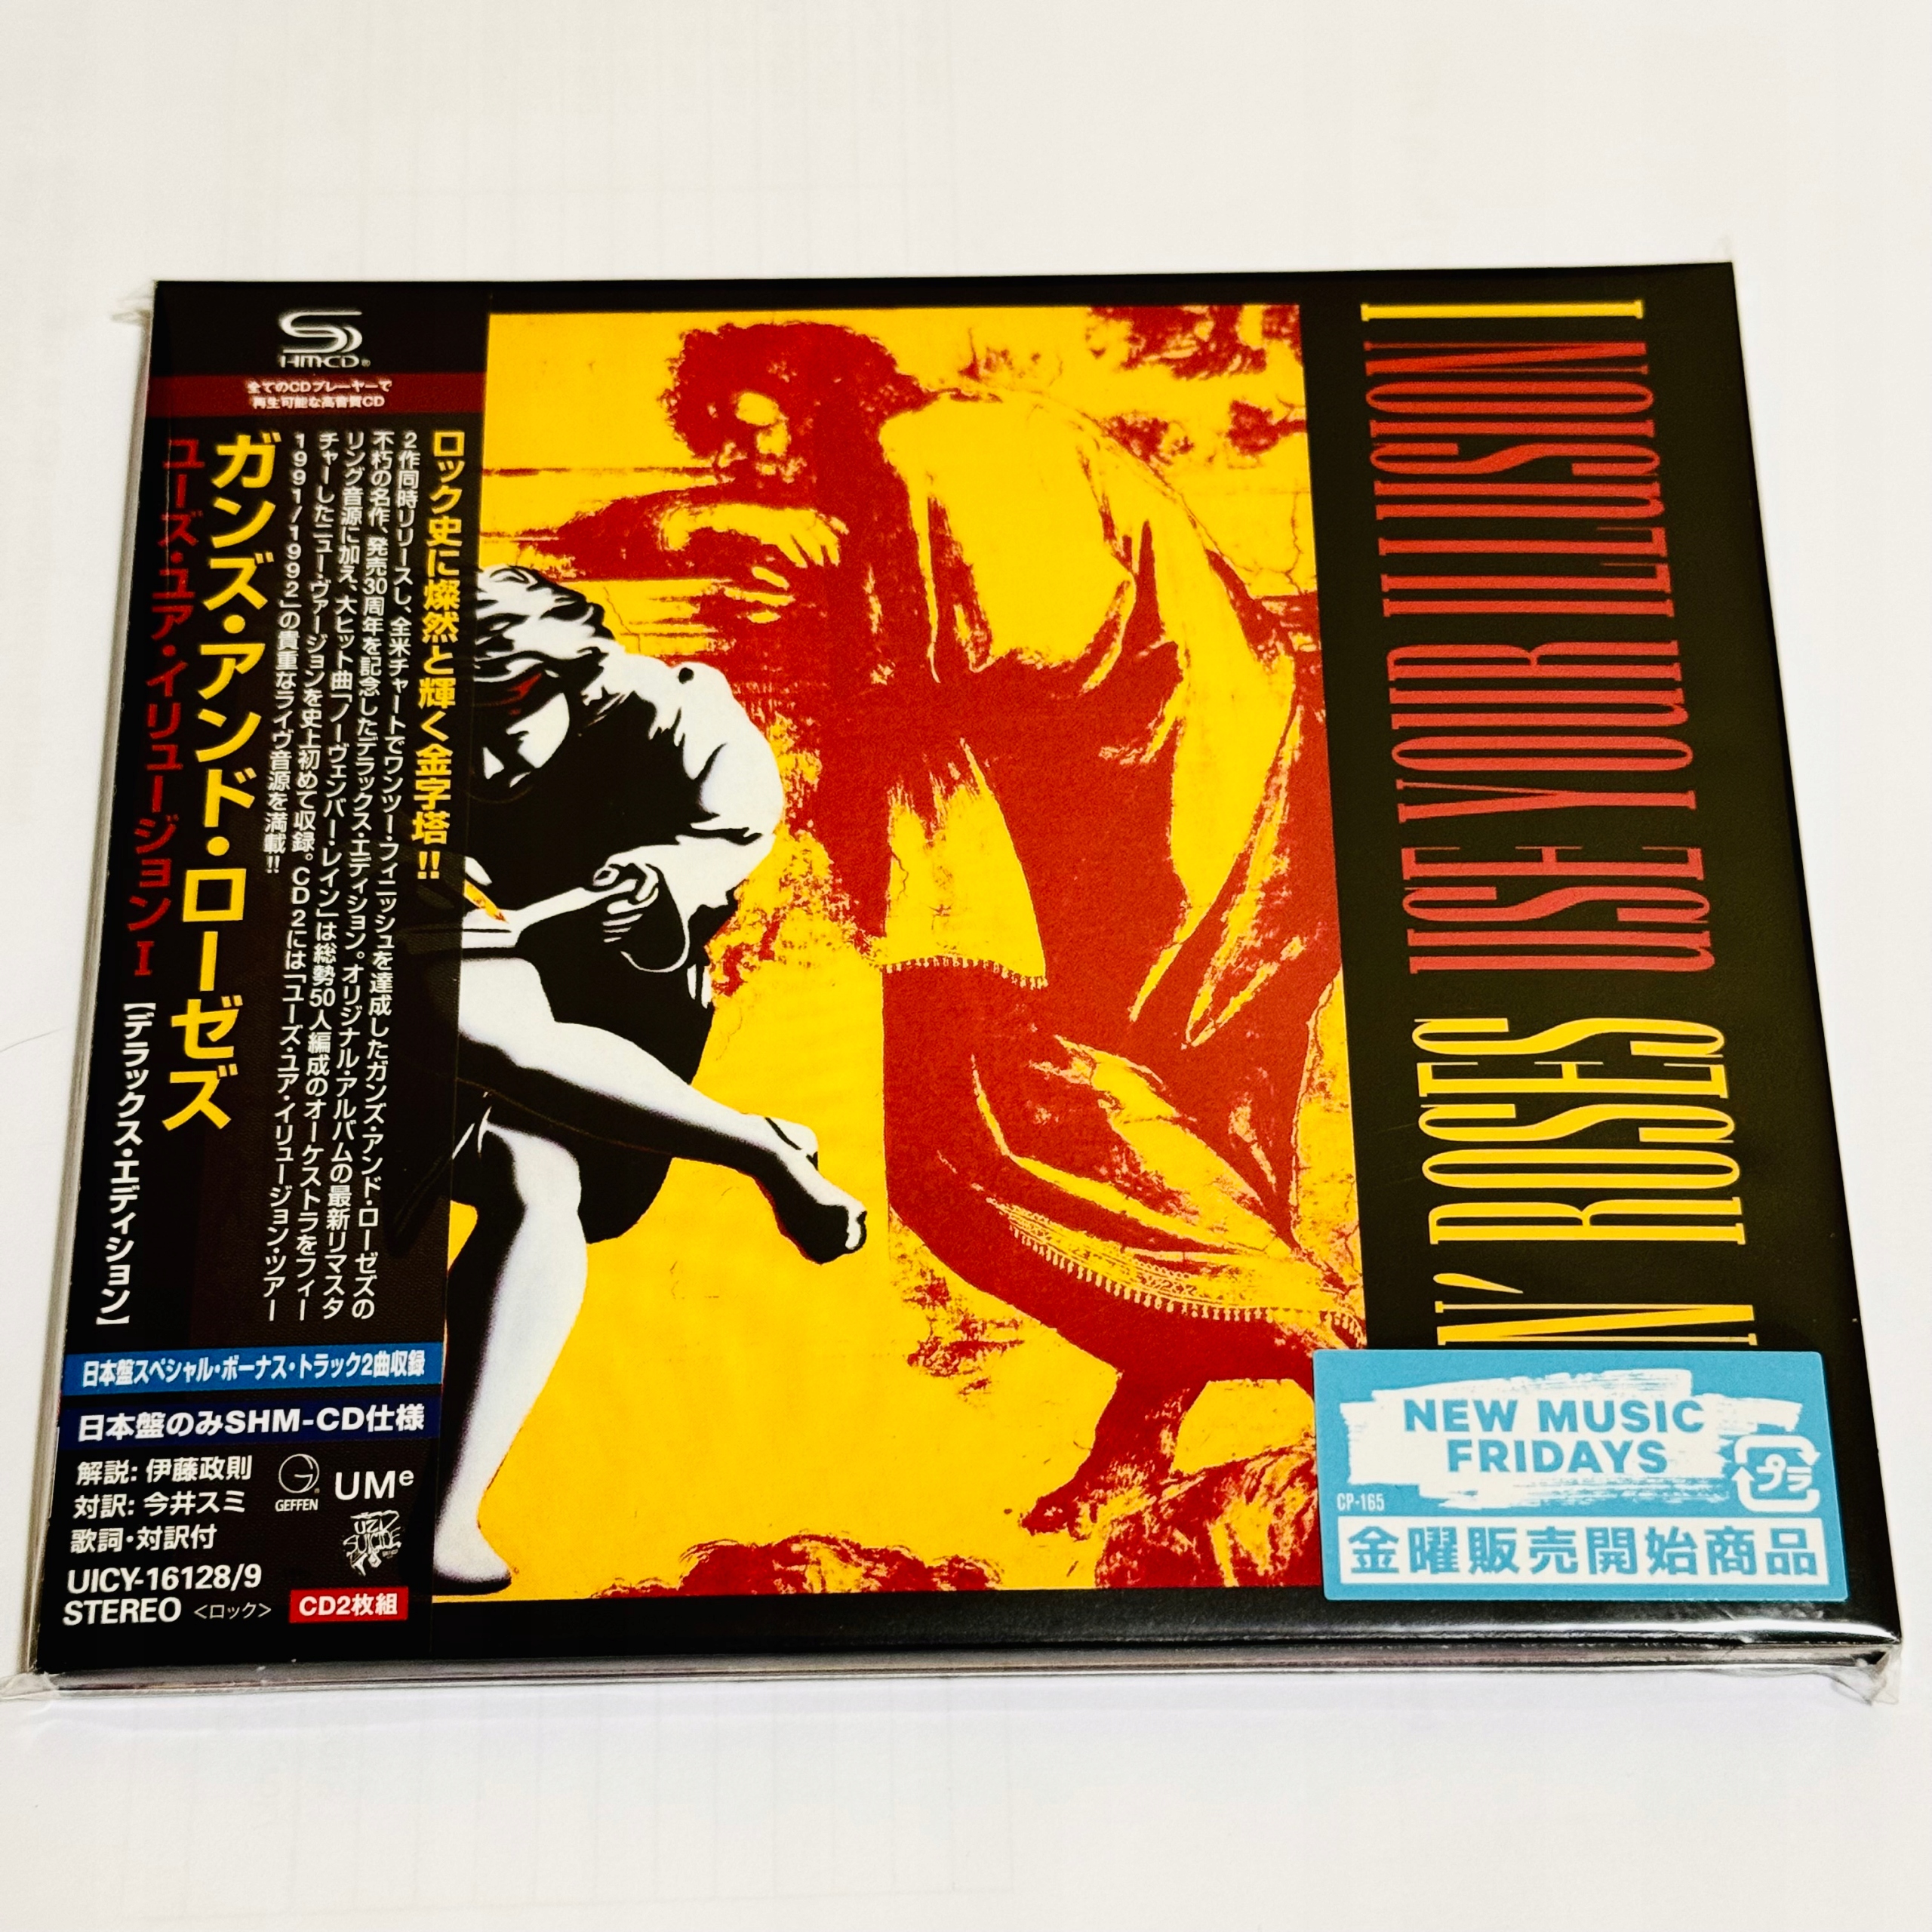 SHM-CD®
全てのCDプレーヤーで
再生可能な高音質CD
ロック史に燦然と輝く金字塔!!
2作同時リリースし、全米チャートでワンツー・フィニッシュを達成したガンズ・アンド・ローゼズの
不朽の名作、発売30周年を記念したデラックス・エディション。オリジナル・アルバムの最新リマスタ
リング音源に加え、大ヒット曲「ノーヴェンバー・レイン」は総勢50人編成のオーケストラをフィー
チャーしたニュー・ヴァージョンを史上初めて収録。CD2には「ユーズ・ユア・イリュージョン・ツアー
1991/1992」の貴重なライヴ音源を満載!!
ガンズ・アンド・ローゼズ
ユーズ・ユア・イリュージョン I
【デラックス・エディション】
日本盤スペシャル・ボーナス・トラック2曲収録
日本盤のみSHM-CD仕様
解説: 伊藤政則
対訳: 今井スミ
歌詞・対訳付
GEFFEN
UMe
UZI
SUICIDE
UICY-16128/9
STEREO <ロック>
CD2枚組
N' ROSES USE YOUR ILLUSION I
NEW MUSIC
FRIDAYS
プラ
CP-165
金曜販売開始商品